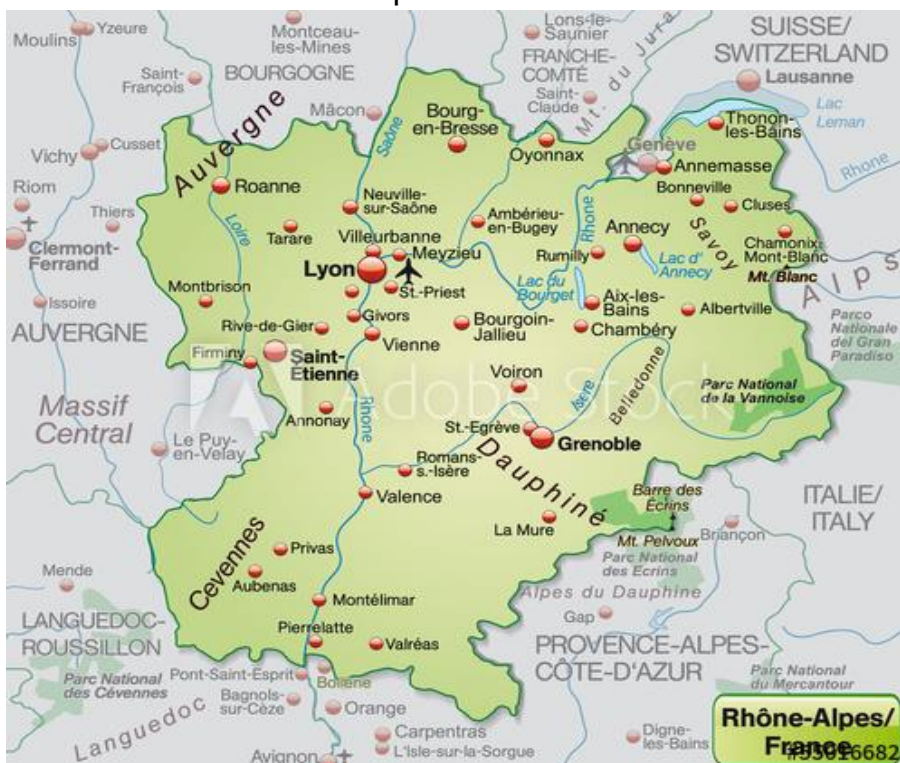 Moulins
Yzeure
Montceau-
les-Mines
Lons-le-
Saunier
SUISSE/
SWITZERLAND
Lausanne
Saint-
François
BOURGOGNE
FRANCHE-
COMTÉ
Saint-
Claude
Mt. du Jura
Mâcon
Saône
Bourg-
en-Bresse
Oyonnax
Genève
Thonon-
les-Bains
Lac
Leman
Rhone
Vichy
Cusset
Auvergne
Annemasse
Bonneville
Cluses
Riom
Thiers
Roanne
Loire
Neuville-
sur-Saône
Tarare
Ambérieu-
en-Bugey
Rhone
Annecy
Savoy
Chamonix-
Mont-Blanc
Mt. Blanc
Alps
Clermont-
Ferrand
Villeurbanne
Meyzieu
Rumilly
Lac d'
Annecy
Lyon
St.-Priest
Lac du
Bourget
Issoire
Montbrison
Aix-les-
Bains
Albertville
AUVERGNE
Rive-de-Gier
Givors
Vienne
Bourgoin-
Jallieu
Chambéry
Parco
Nationale
del Gran
Paradiso
Firminy
Saint-
Étienne
Voiron
Isère
Belledonne
Parc National
de la Vannoise
Adobe Stock
Massif
Central
Annonay
Rhone
St.-Egrève
Grenoble
Le Puy-
en-Velay
Romans-
s.-Isère
Dauphiné
Valence
Barre des
Écrins
ITALIE/
ITALY
La Mure
Mt. Pelvoux
Briançon
Cevennes
Privas
Aubenas
Parc National
des Ecrins
Mende
Alpes du Dauphine
Montélimar
Gap
LANGUEDOC-
ROUSSILLON
Pierrelatte
Valréas
PROVENCE-ALPES-
CÔTE-D'AZUR
Parc National
des Cévennes
Pont-Saint-Esprit
Bollène
Parc National
du Mercantour
Bagnols-
sur-Cèze
Orange
Languedoc
Carpentras
L'Isle-sur-la-Sorgue
Avignon
Digne-
les-Bains
Rhône-Alpes/
France
#55616682